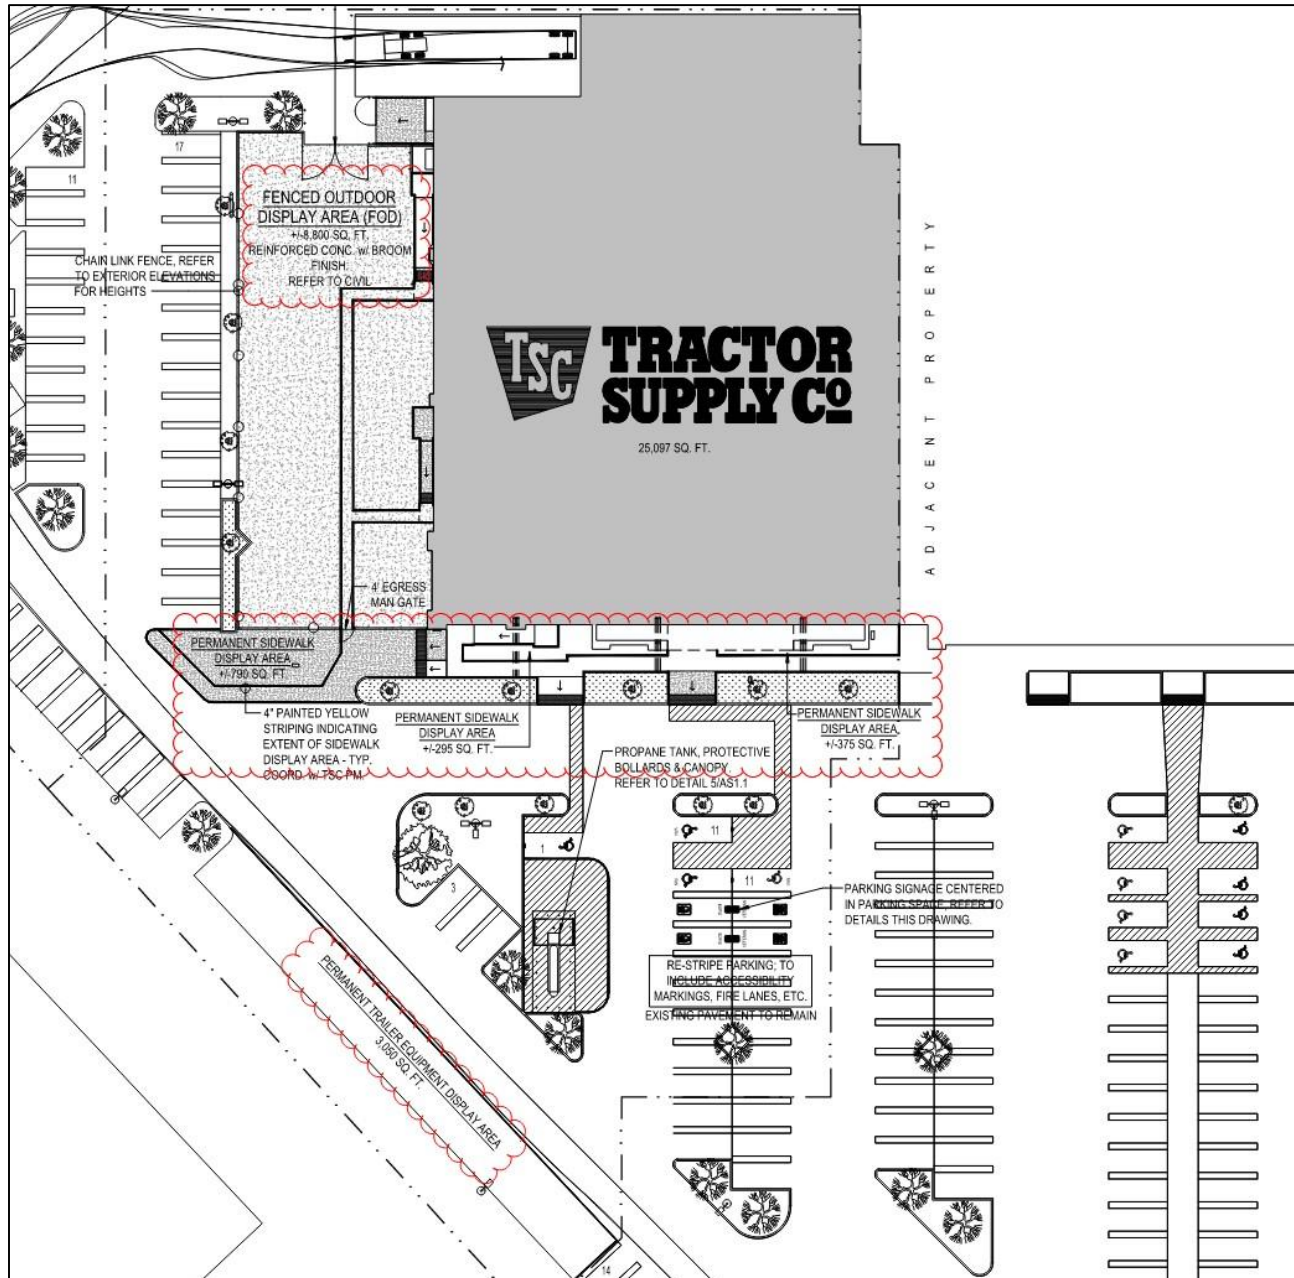 17
11
FENCED OUTDOOR
DISPLAY AREA (FOD)
+/-8,800 SQ. FT.
REINFORCED CONC. w/ BROOM
FINISH.
REFER TO CIVIL
CHAIN LINK FENCE, REFER
TO EXTERIOR ELEVATIONS
FOR HEIGHTS
TSC
TRACTOR
SUPPLY Co
25,097 SQ. FT.
ADJACENT PROPERTY
4' EGRESS
MAN GATE
PERMANENT SIDEWALK
DISPLAY AREA
+/-790 SQ. FT.
4" PAINTED YELLOW
STRIPING INDICATING
EXTENT OF SIDEWALK
DISPLAY AREA - TYP.
COORD. W/ TSC PM.
PERMANENT SIDEWALK
DISPLAY AREA
+/-295 SQ. FT.
PROPANE TANK, PROTECTIVE
BOLLARDS & CANOPY.
REFER TO DETAIL 5/AS1.1
PERMANENT SIDEWALK
DISPLAY AREA
+/-375 SQ. FT.
11
1
3
11
PARKING SIGNAGE CENTERED
IN PARKING SPACE, REFER TO
DETAILS THIS DRAWING.
RE-STRIPE PARKING; TO
INCLUDE ACCESSIBILITY
MARKINGS, FIRE LANES, ETC.
EXISTING PAVEMENT TO REMAIN
PERMANENT TRAILER EQUIPMENT DISPLAY AREA
3,050 SQ. FT.
14